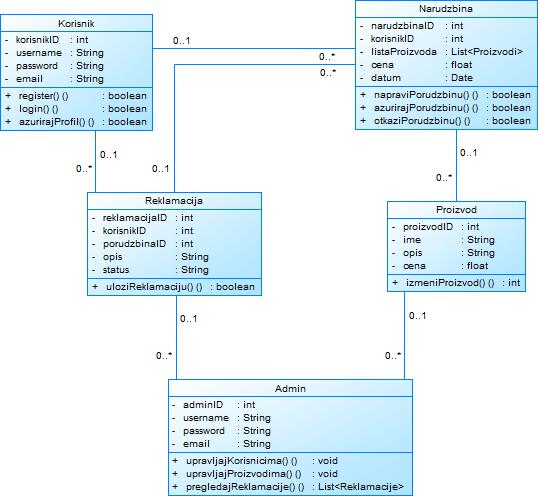 Korisnik
- korisnikID : int
- username : String
- password : String
- email : String
+ register() () : boolean
+ login() () : boolean
+ azurirajProfil() () : boolean
Narudzbina
- narudzbinaID : int
- korisnikID : int
- listaProizvoda : List<Proizvodi>
- cena : float
- datum : Date
+ napraviPorudzbinu() () : boolean
+ azurirajPorudzbinu() () : boolean
+ otkaziPorudzbinu() () : boolean
0..1
0..*
0..*
0..1
0..1
0..*
0..1
0..*
Reklamacija
- reklamacijaID : int
- korisnikID : int
- porudzbinaID : int
- opis : String
- status : String
+ uloziReklamaciju() () : boolean
Proizvod
- proizvodID : int
- ime : String
- opis : String
- cena : float
+ izmeniProizvod() () : int
0..1
0..*
0..1
0..*
Admin
- adminID : int
- username : String
- password : String
- email : String
+ upravljajKorisnicima() () : void
+ upravljajProizvodima() () : void
+ pregledajReklamacije() () : List<Reklamacije>